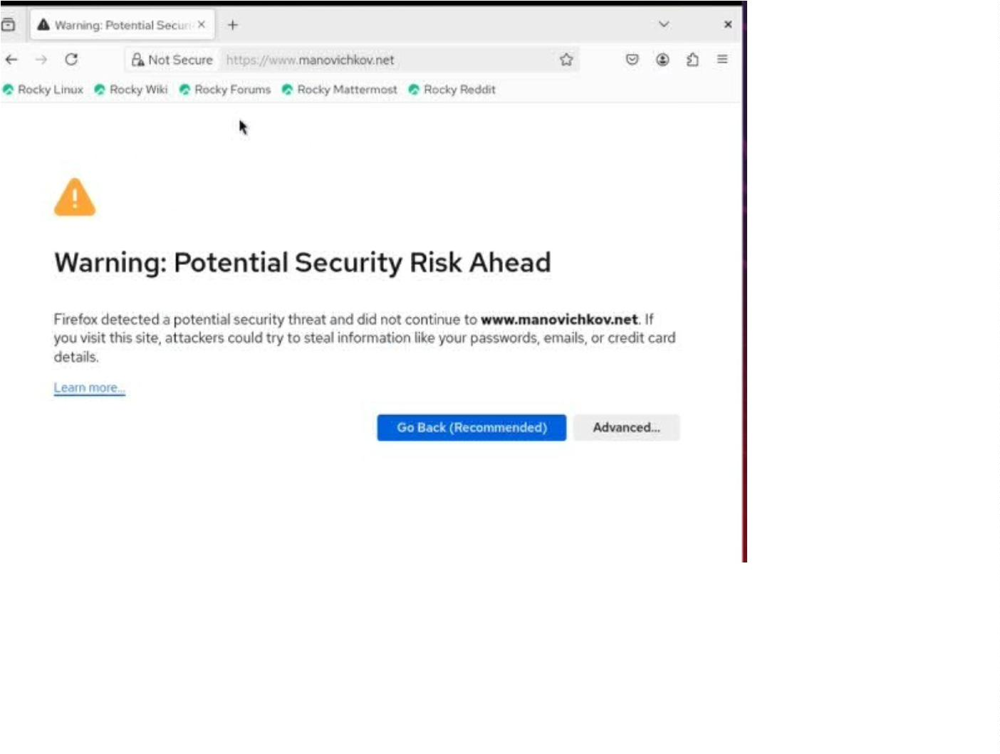 Warning: Potential Securi
Not Secure https://www.manovichkov.net
Rocky Linux Rocky Wiki Rocky Forums Rocky Mattermost Rocky Reddit
Warning: Potential Security Risk Ahead
Firefox detected a potential security threat and did not continue to www.manovichkov.net. If
you visit this site, attackers could try to steal information like your passwords, emails, or credit card
details.
Learn more...
Go Back (Recommended) Advanced...